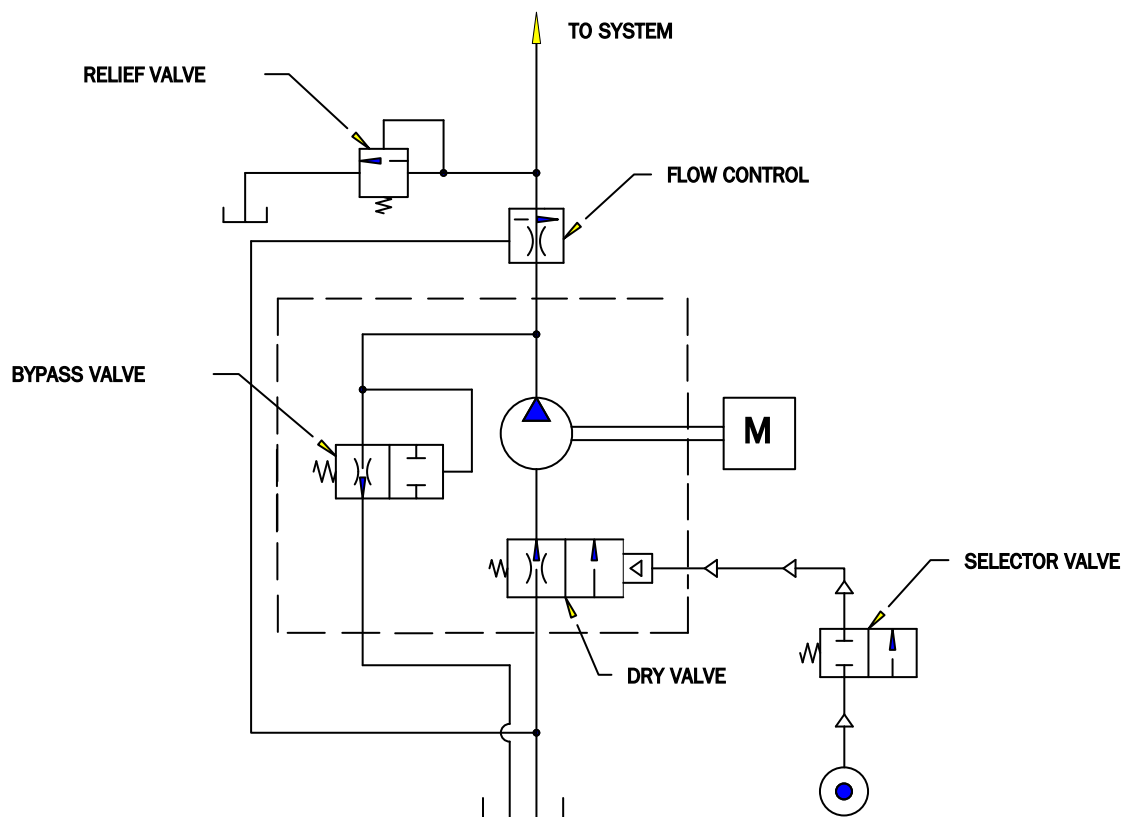 TO SYSTEM
RELIEF VALVE
FLOW CONTROL
BYPASS VALVE
M
SELECTOR VALVE
DRY VALVE